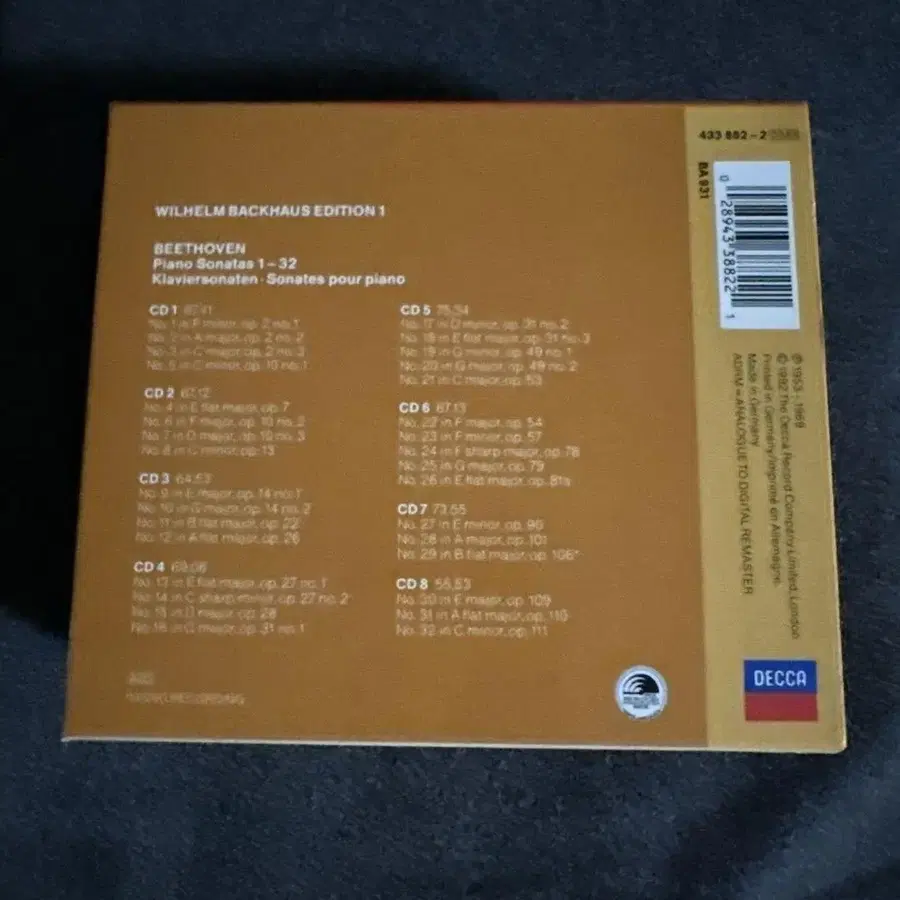 WILHELM BACKHAUS EDITION 1
BEETHOVEN
Piano Sonatas 1 – 32
Klaviersonaten · Sonates pour piano
CD 1
No. 1 in F minor, op. 2 no. 1
No. 2 in A major, op. 2 no. 2
No. 3 in C major, op. 2 no. 3
No. 5 in C minor, op. 10 no. 1
CD 2 67.12
No. 4 in E flat major, op. 7
No. 6 in F major, op. 10 no. 2
No. 7 in D major, op. 10 no. 3
No. 8 in C minor, op. 13
CD 3 64.53
No. 9 in E major, op. 14 no. 1
No. 10 in G major, op. 14 no. 2
No. 11 in B flat major, op. 22
No. 12 in A flat major, op. 26
CD 4 69.06
No. 13 in E flat major, op. 27 no. 1
No. 14 in C sharp minor, op. 27 no. 2
No. 15 in D major, op. 28
No. 16 in G major, op. 31 no. 1
CD 5 75.34
No. 17 in D minor, op. 31 no. 2
No. 18 in E flat major, op. 31 no. 3
No. 19 in G minor, op. 49 no. 1
No. 20 in G major, op. 49 no. 2
No. 21 in C major, op. 53
CD 6 67.13
No. 22 in F major, op. 54
No. 23 in F minor, op. 57
No. 24 in F sharp major, op. 78
No. 25 in G major, op. 79
No. 26 in E flat major, op. 81a
CD 7 73.55
No. 27 in E minor, op. 90
No. 28 in A major, op. 101
No. 29 in B flat major, op. 106*
CD 8 55.53
No. 30 in E major, op. 109
No. 31 in A flat major, op. 110
No. 32 in C minor, op. 111
433 882-2
BA 931
0 28943 38822 1
℗ 1953 - 1969
© 1992 The Decca Record Company Limited, London
Printed in Germany/Imprimé en Allemagne.
Made in Germany
ADRM = ANALOGUE TO DIGITAL REMASTER
DECCA